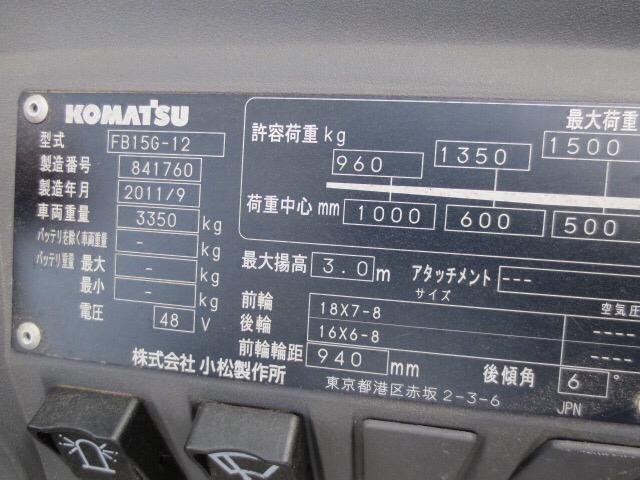 KOMATSU
型式 FB15G-12
製造番号 841760
製造年月 2011/9
車両重量 3350 kg
バッテリを除く車両重量 - kg
バッテリ重量 最大 - kg
最小 - kg
電圧 48 V
株式会社 小松製作所
最大荷重
許容荷重 kg 960 1350 1500
荷重中心 mm 1000 600 500
最大揚高 3.0 m アタッチメント ---
サイズ 空気圧
前輪 18X7-8 ----
後輪 16X6-8 ----
前輪輪距 940 mm 後傾角 6 °
東京都港区赤坂2-3-6 JPN